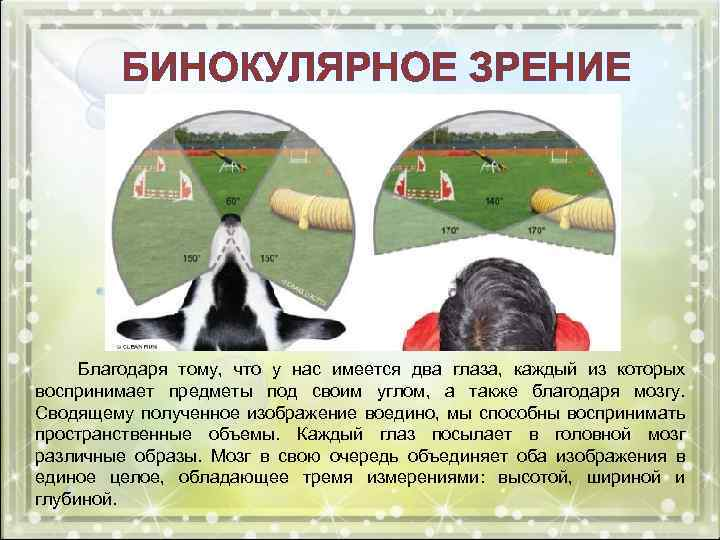 БИНОКУЛЯРНОЕ ЗРЕНИЕ
60°
150°
150°
© CLEAN RUN
140°
170°
170°
Благодаря тому, что у нас имеется два глаза, каждый из которых
воспринимает предметы под своим углом, а также благодаря мозгу.
Сводящему полученное изображение воедино, мы способны воспринимать
пространственные объемы. Каждый глаз посылает в головной мозг
различные образы. Мозг в свою очередь объединяет оба изображения в
единое целое, обладающее тремя измерениями: высотой, шириной и
глубиной.